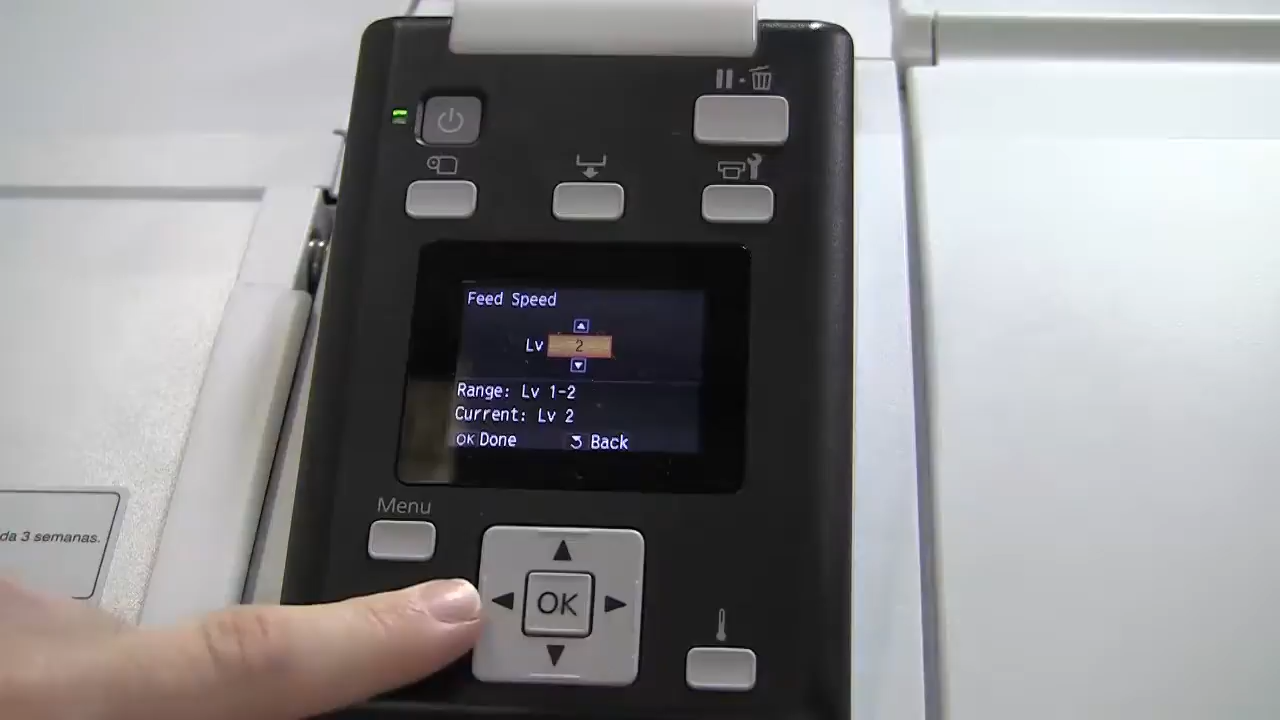 Feed Speed
Lv 2
Range: Lv 1-2
Current: Lv 2
OK Done Back
Menu
da 3 semanas.
OK